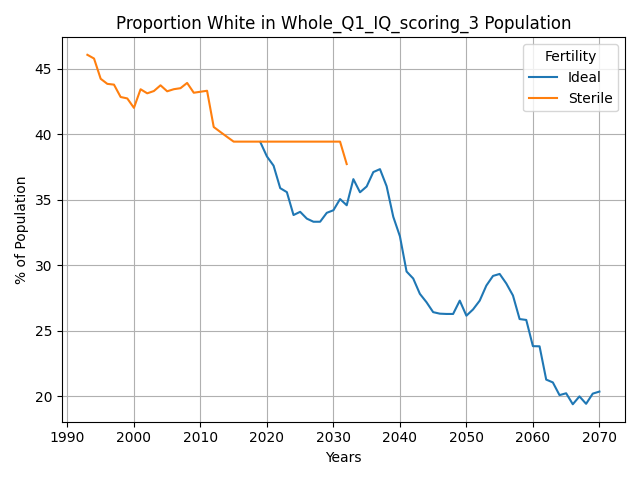 Proportion White in Whole_Q1_IQ_scoring_3 Population
Fertility
Ideal
Sterile
% of Population
45
40
35
30
25
20
1990 2000 2010 2020 2030 2040 2050 2060 2070
Years